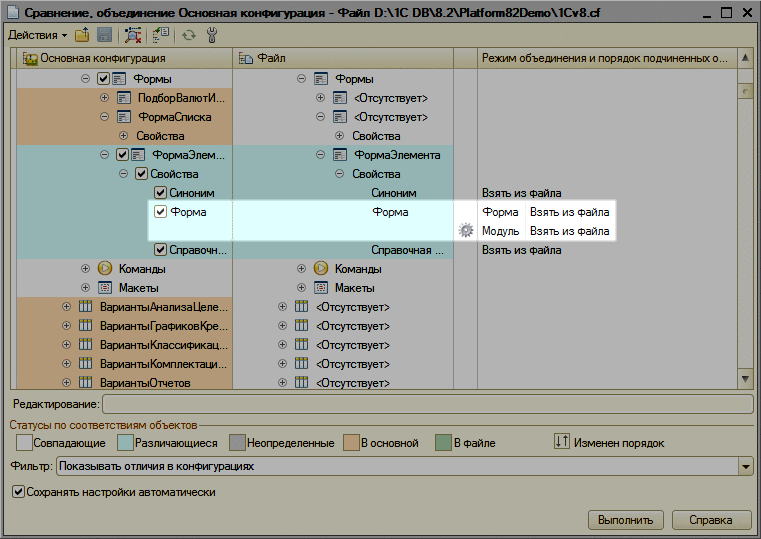 Сравнение, объединение Основная конфигурация - Файл D:\1C DB\8.2\Platform82Demo\1Cv8.cf
Действия
Основная конфигурация Файл Режим объединения и порядок подчиненных о...
Формы Формы
ПодборВалютИ... <Отсутствует>
ФормаСписка <Отсутствует>
Свойства Свойства
ФормаЭлем... ФормаЭлемента
Свойства Свойства
Синоним Синоним Взять из файла
Форма Форма Форма Взять из файла
Модуль Взять из файла
Справочн... Справочная ... Взять из файла
Команды Команды
Макеты Макеты
ВариантыАнализаЦеле... <Отсутствует>
ВариантыГрафиковКре... <Отсутствует>
ВариантыКлассификац... <Отсутствует>
ВариантыКомплектаци... <Отсутствует>
ВариантыОтчетов <Отсутствует>
Редактирование:
Статусы по соответствиям объектов
Совпадающие Различающиеся Неопределенные В основной В файле Изменен порядок
Фильтр: Показывать отличия в конфигурациях
Сохранять настройки автоматически
Выполнить Справка